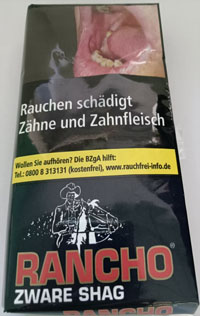 Rauchen schädigt
Zähne und Zahnfleisch
Wollen Sie aufhören? Die BZgA hilft:
Tel.: 0800 8 313131 (kostenfrei), www.rauchfrei-info.de
RANCHO®
ZWARE SHAG
RANCHO